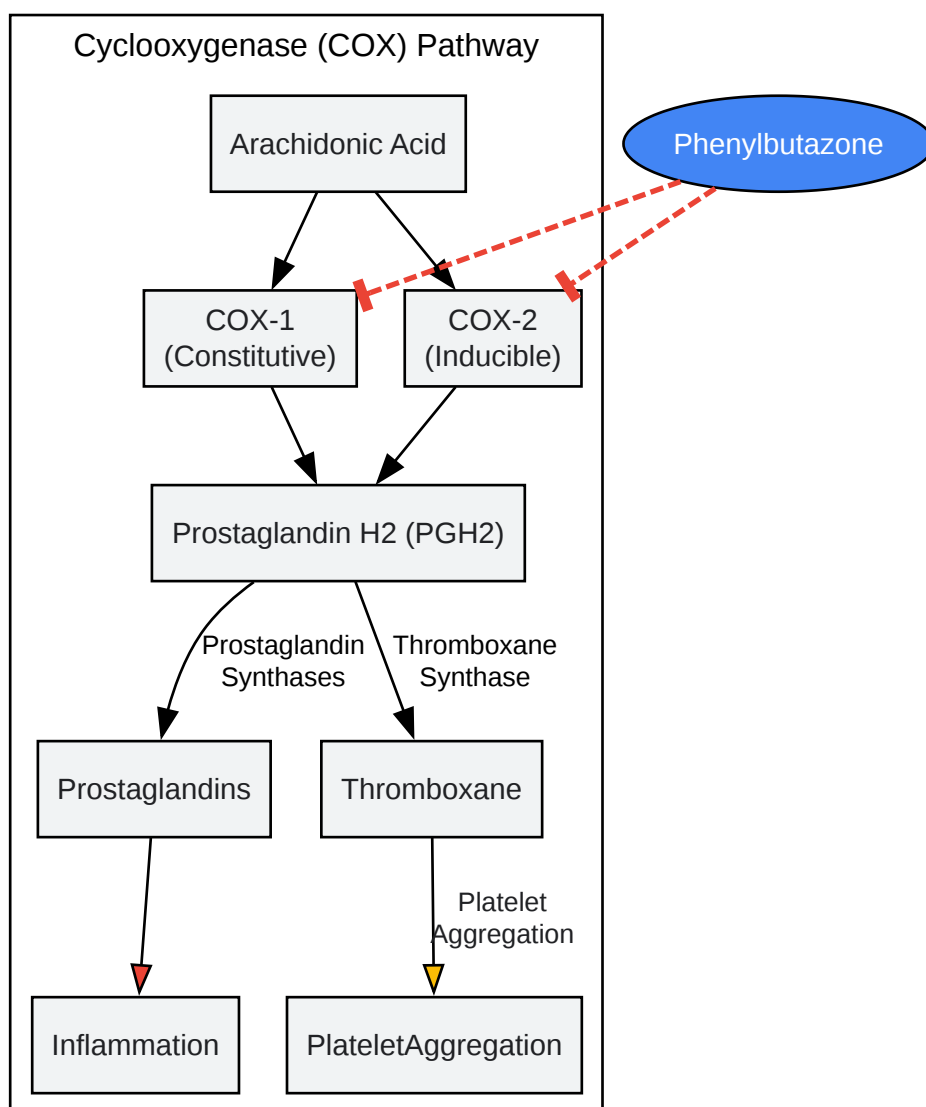 Cyclooxygenase (COX) Pathway
Arachidonic Acid
Phenylbutazone
COX-1
(Constitutive)
COX-2
(Inducible)
Prostaglandin H2 (PGH2)
Prostaglandin
Synthases
Thromboxane
Synthase
Prostaglandins
Thromboxane
Platelet
Aggregation
Inflammation
PlateletAggregation